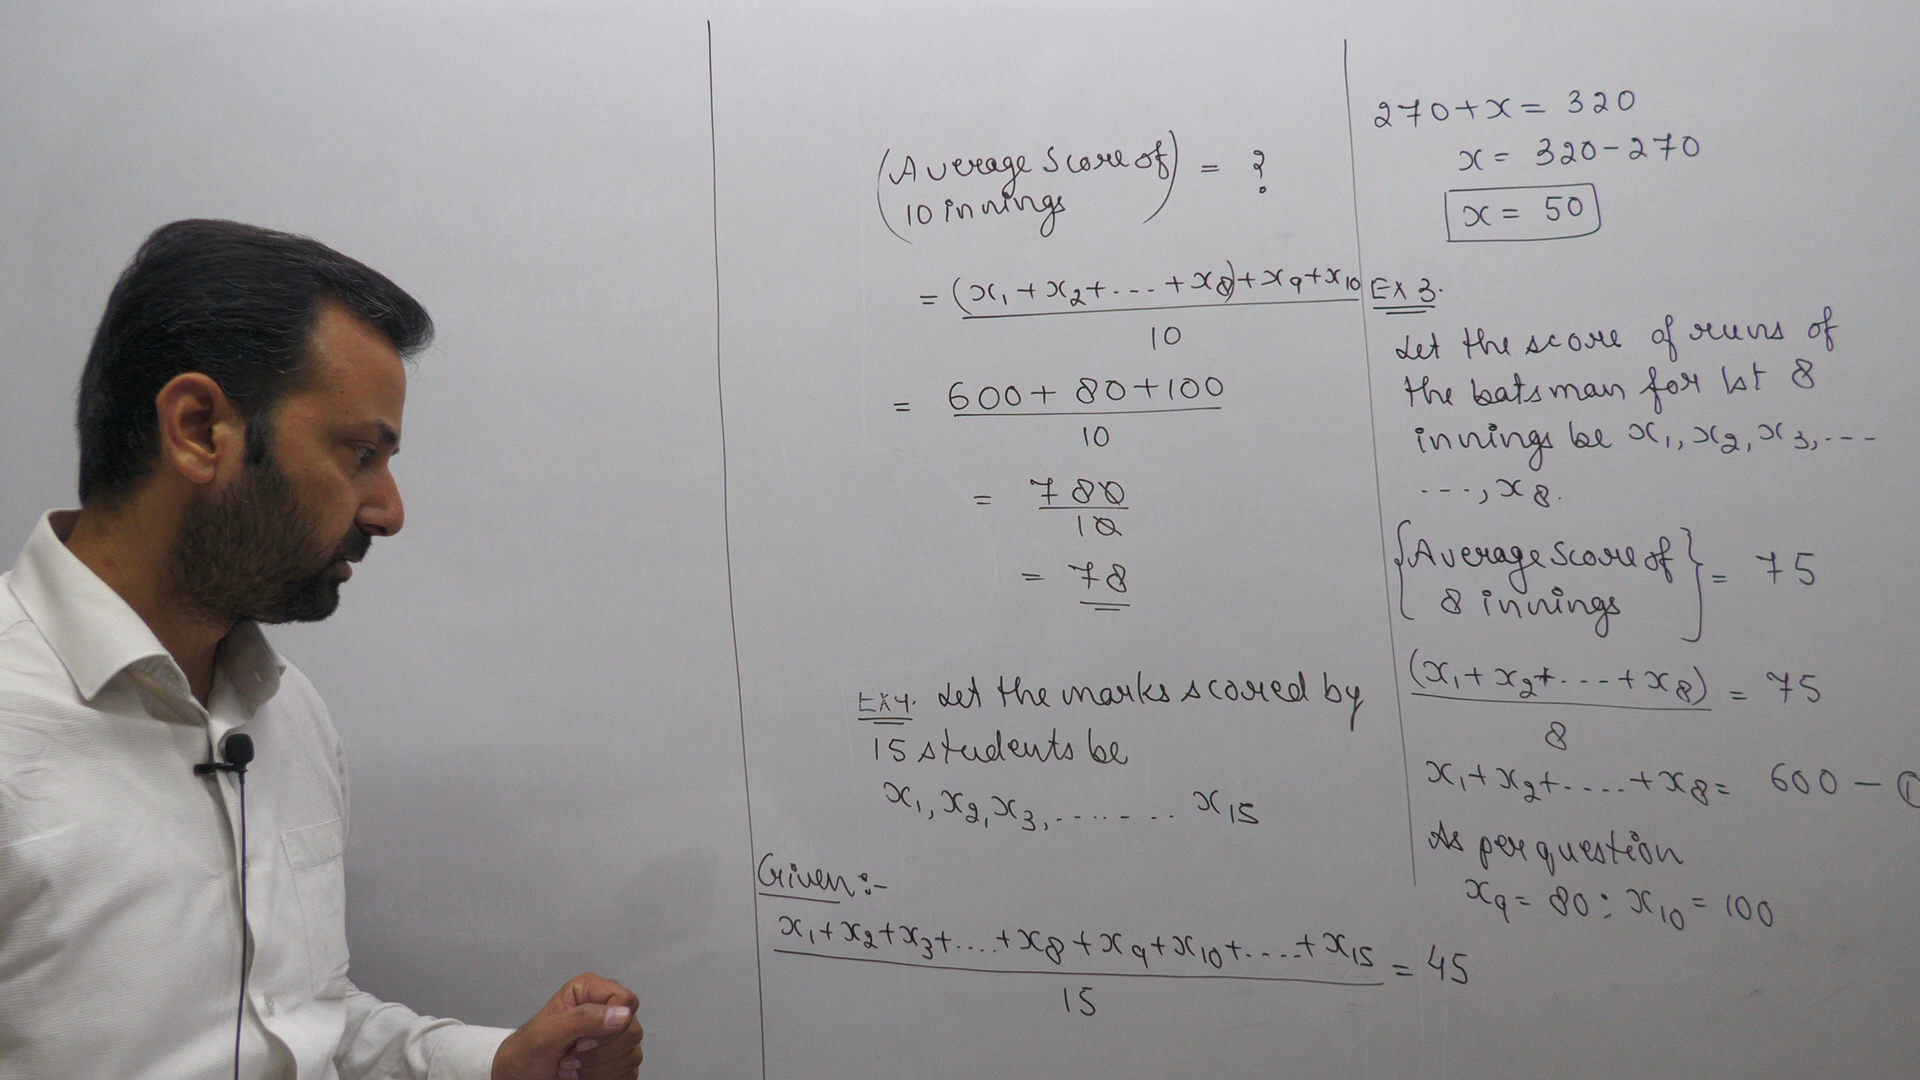 (Average Score of
10 innings) = ?
= (x₁ + x₂ + .... + x₈) + x₉ + x₁₀
10
= 600 + 80 + 100
10
= 780
10
= 78
Ex4. Let the marks scored by
15 students be
x₁, x₂, x₃, ........ x₁₅
Given :-
x₁ + x₂ + x₃ + .... + x₈ + x₉ + x₁₀ + .... + x₁₅ = 45
15
270 + x = 320
x = 320 - 270
x = 50
Ex 3.
Let the score of runs of
the batsman for 1st 8
innings be x₁, x₂, x₃, ---
---, x₈.
{Average Score of
8 innings} = 75
(x₁ + x₂ + .... + x₈) = 75
8
x₁ + x₂ + ..... + x₈ = 600 — ①
As per question
x₉ = 80 : x₁₀ = 100